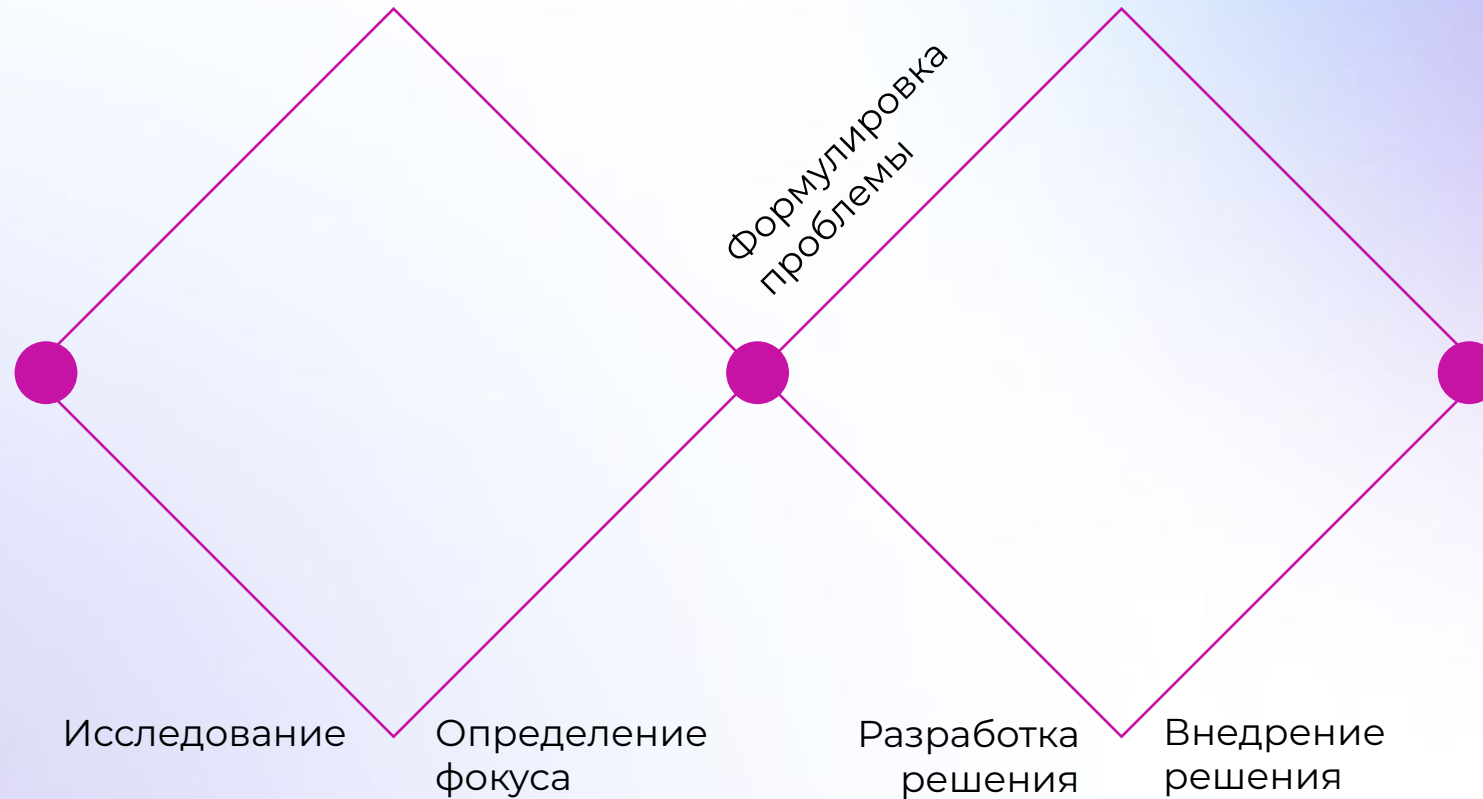 Формулировка
проблемы
Исследование
Определение
фокуса
Разработка
решения
Внедрение
решения